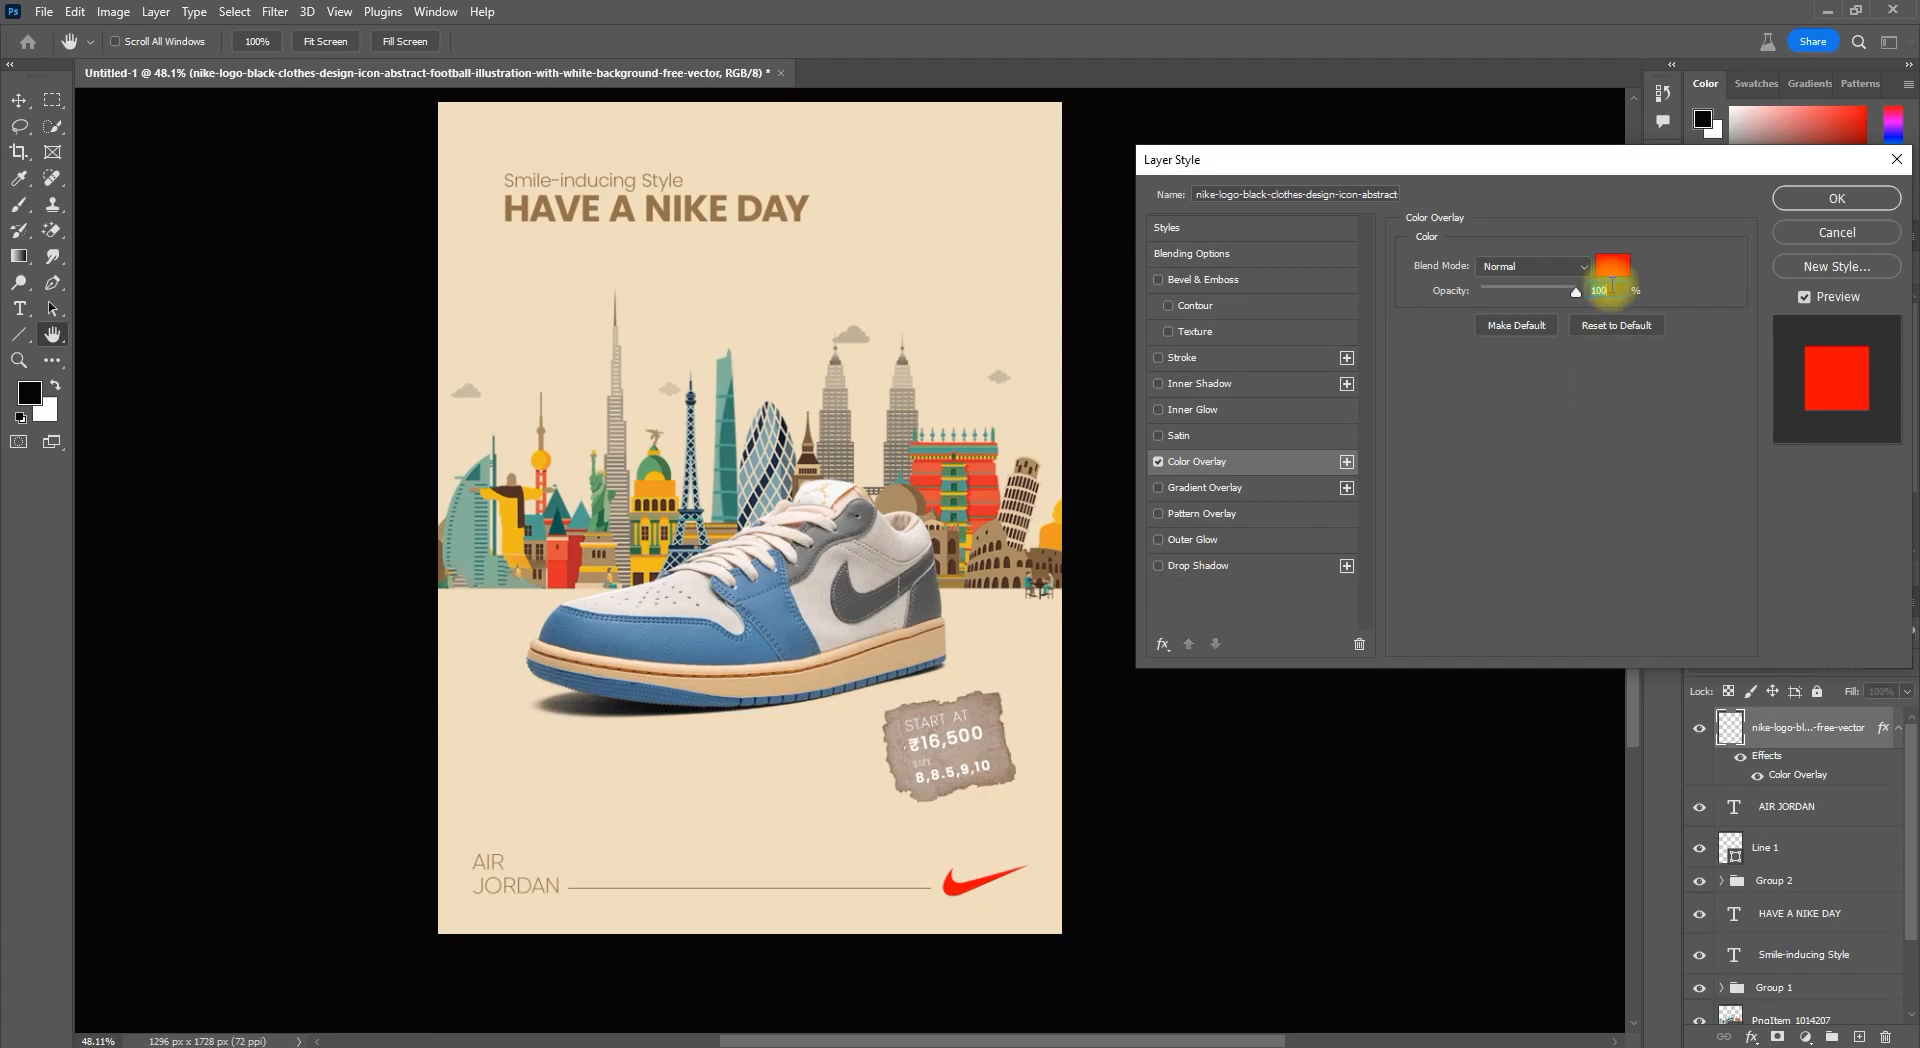 Ps File Edit Image Layer Type Select Filter 3D View Plugins Window Help
Scroll All Windows 100% Fit Screen Fill Screen Share
Untitled-1 @ 48.1% (nike-logo-black-clothes-design-icon-abstract-football-illustration-with-white-background-free-vector, RGB/8) *
Color Swatches Gradients Patterns
Smile-inducing Style
HAVE A NIKE DAY
START AT
₹16,500
SIZE
8,8.5,9,10
AIR
JORDAN
Layer Style
Name: nike-logo-black-clothes-design-icon-abstract
Styles
Blending Options
Bevel & Emboss
Contour
Texture
Stroke
Inner Shadow
Inner Glow
Satin
Color Overlay
Gradient Overlay
Pattern Overlay
Outer Glow
Drop Shadow
fx
Color Overlay
Color
Blend Mode: Normal
Opacity: 100 %
Make Default Reset to Default
OK
Cancel
New Style...
Preview
Lock: Fill: 100%
nike-logo-bl...-free-vector fx
Effects
Color Overlay
T AIR JORDAN
Line 1
Group 2
T HAVE A NIKE DAY
T Smile-inducing Style
Group 1
PngItem_1014207
fx
48.11% 1296 px x 1728 px (72 ppi)